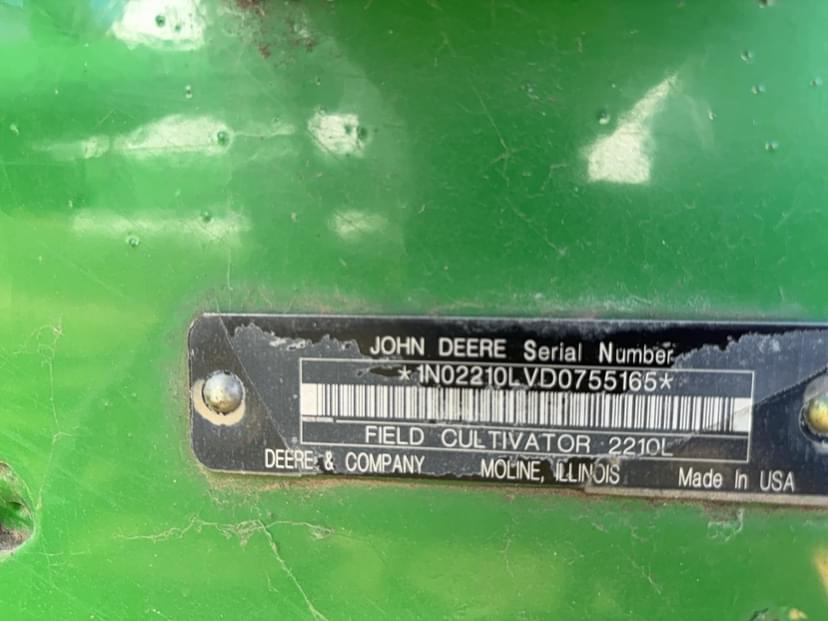 JOHN DEERE Serial Number
*1N02210LVD0755165*
FIELD CULTIVATOR 2210L
DEERE & COMPANY MOLINE, ILLINOIS Made In USA